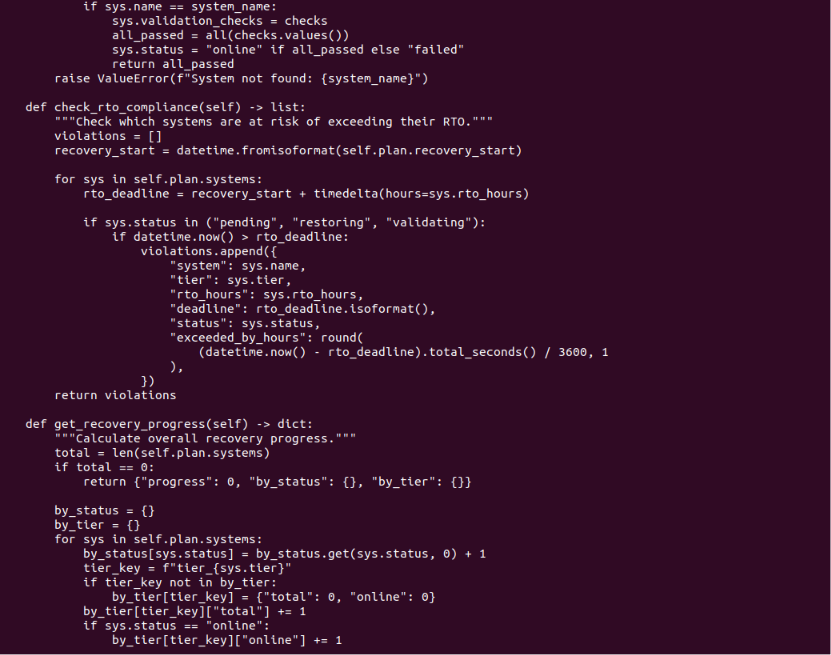 if sys.name == system_name:
            sys.validation_checks = checks
            all_passed = all(checks.values())
            sys.status = "online" if all_passed else "failed"
            return all_passed
    raise ValueError(f"System not found: {system_name}")

def check_rto_compliance(self) -> list:
    """Check which systems are at risk of exceeding their RTO."""
    violations = []
    recovery_start = datetime.fromisoformat(self.plan.recovery_start)

    for sys in self.plan.systems:
        rto_deadline = recovery_start + timedelta(hours=sys.rto_hours)

        if sys.status in ("pending", "restoring", "validating"):
            if datetime.now() > rto_deadline:
                violations.append({
                    "system": sys.name,
                    "tier": sys.tier,
                    "rto_hours": sys.rto_hours,
                    "deadline": rto_deadline.isoformat(),
                    "status": sys.status,
                    "exceeded_by_hours": round(
                        (datetime.now() - rto_deadline).total_seconds() / 3600, 1
                    ),
                })
    return violations

def get_recovery_progress(self) -> dict:
    """Calculate overall recovery progress."""
    total = len(self.plan.systems)
    if total == 0:
        return {"progress": 0, "by_status": {}, "by_tier": {}}

    by_status = {}
    by_tier = {}
    for sys in self.plan.systems:
        by_status[sys.status] = by_status.get(sys.status, 0) + 1
        tier_key = f"tier_{sys.tier}"
        if tier_key not in by_tier:
            by_tier[tier_key] = {"total": 0, "online": 0}
        by_tier[tier_key]["total"] += 1
        if sys.status == "online":
            by_tier[tier_key]["online"] += 1